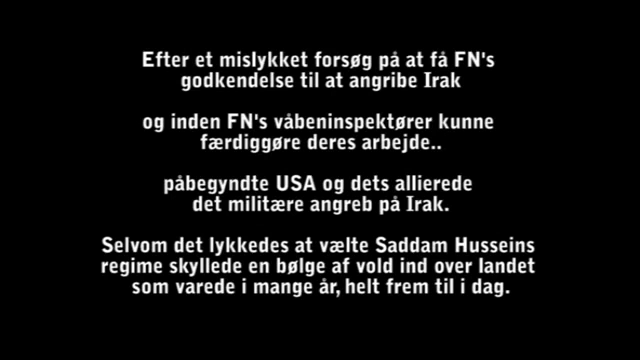 Efter et mislykket forsøg på at få FN's
godkendelse til at angribe Irak
og inden FN's våbeninspektører kunne
færdiggøre deres arbejde..
påbegyndte USA og dets allierede
det militære angreb på Irak.
Selvom det lykkedes at vælte Saddam Husseins
regime skyllede en bølge af vold ind over landet
som varede i mange år, helt frem til i dag.